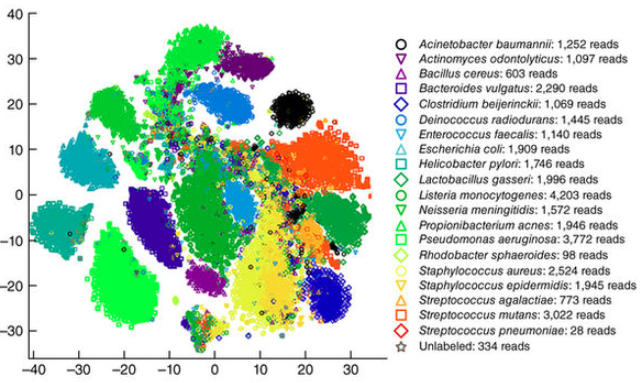 40
30
20
10
0
−10
−20
−30
−40 −30 −20 −10 0 10 20 30
Acinetobacter baumannii: 1,252 reads
Actinomyces odontolyticus: 1,097 reads
Bacillus cereus: 603 reads
Bacteroides vulgatus: 2,290 reads
Clostridium beijerinckii: 1,069 reads
Deinococcus radiodurans: 1,445 reads
Enterococcus faecalis: 1,140 reads
Escherichia coli: 1,909 reads
Helicobacter pylori: 1,746 reads
Lactobacillus gasseri: 1,996 reads
Listeria monocytogenes: 4,203 reads
Neisseria meningitidis: 1,572 reads
Propionibacterium acnes: 1,946 reads
Pseudomonas aeruginosa: 3,772 reads
Rhodobacter sphaeroides: 98 reads
Staphylococcus aureus: 2,524 reads
Staphylococcus epidermidis: 1,945 reads
Streptococcus agalactiae: 773 reads
Streptococcus mutans: 3,022 reads
Streptococcus pneumoniae: 28 reads
Unlabeled: 334 reads